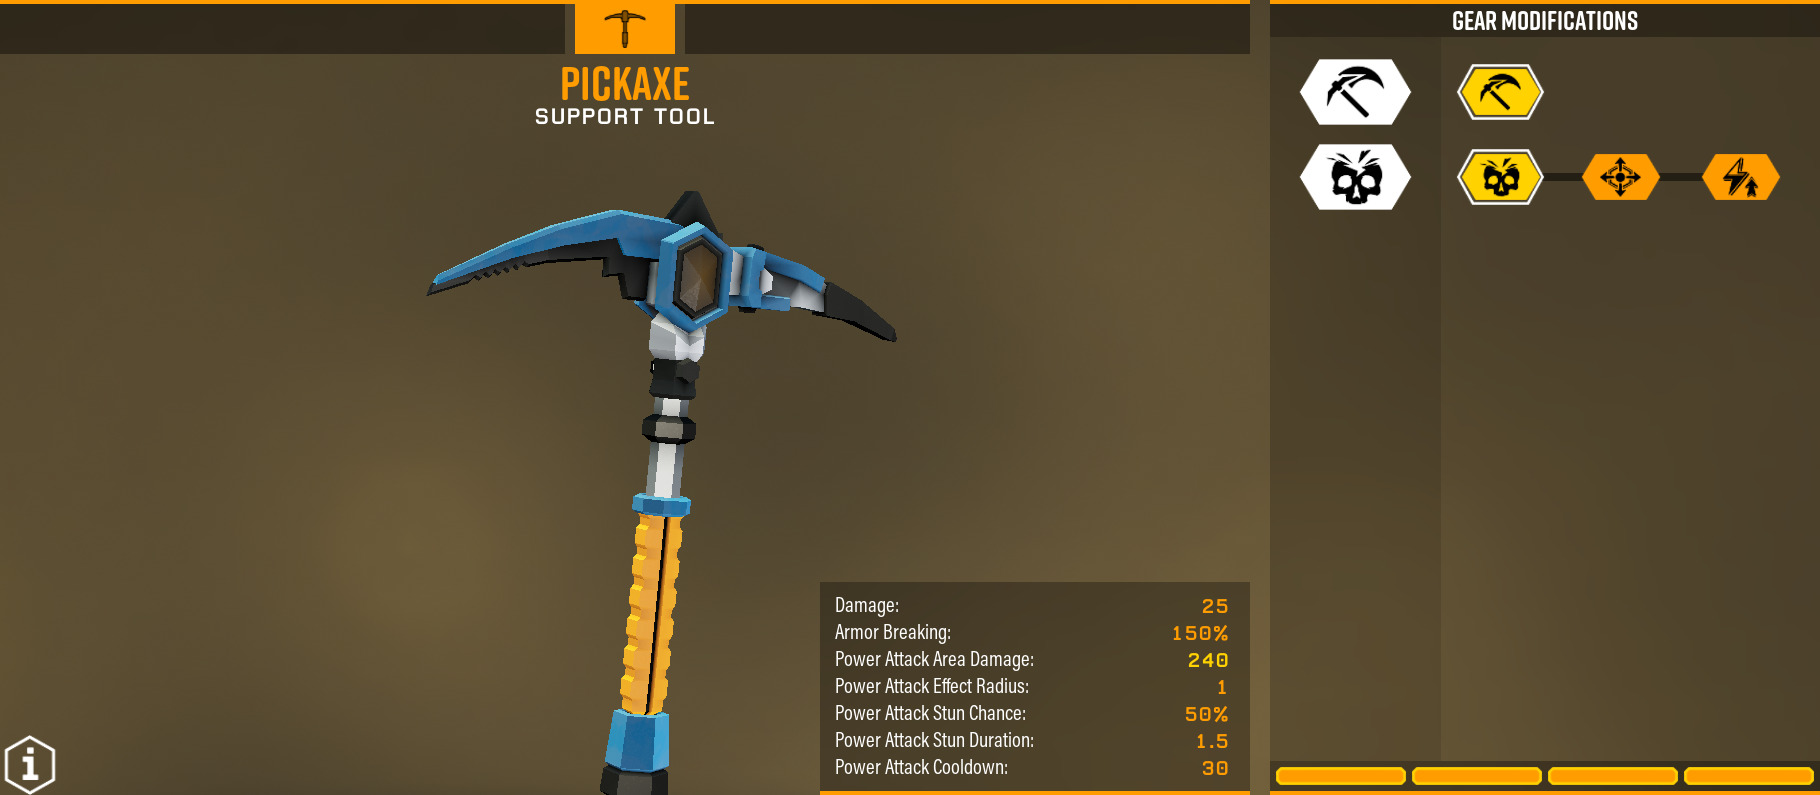 PICKAXE
SUPPORT TOOL
GEAR MODIFICATIONS
Damage: 25
Armor Breaking: 150%
Power Attack Area Damage: 240
Power Attack Effect Radius: 1
Power Attack Stun Chance: 50%
Power Attack Stun Duration: 1.5
Power Attack Cooldown: 30